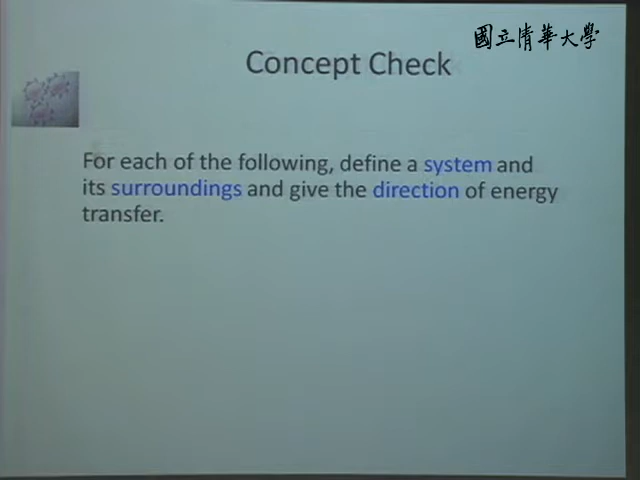 國立清華大學
Concept Check
For each of the following, define a system and
its surroundings and give the direction of energy
transfer.